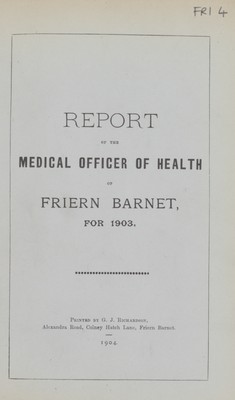 FRI 4
REPORT
OF THE
MEDICAL OFFICER OF HEALTH
OF
FRIERN BARNET,
FOR 1903.
PRINTED BY G. J. RICHARDSON,
Alexandra Road, Colney Hatch Lane, Friern Barnet.
1904